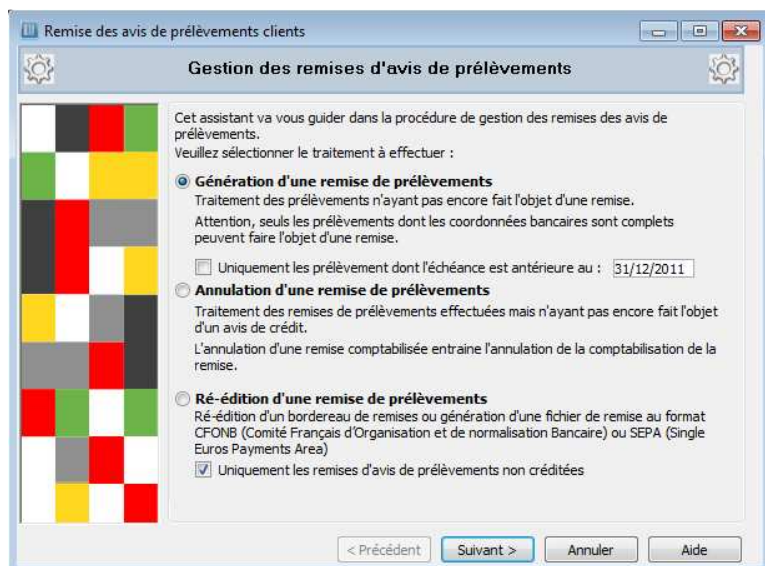 Remise des avis de prélèvements clients
Gestion des remises d'avis de prélèvements
Cet assistant va vous guider dans la procédure de gestion des remises des avis de
prélèvements.
Veuillez sélectionner le traitement à effectuer :
Génération d'une remise de prélèvements
Traitement des prélèvements n'ayant pas encore fait l'objet d'une remise.
Attention, seuls les prélèvements dont les coordonnées bancaires sont complets
peuvent faire l'objet d'une remise.
Uniquement les prélèvement dont l'échéance est antérieure au : 31/12/2011
Annulation d'une remise de prélèvements
Traitement des remises de prélèvements effectuées mais n'ayant pas encore fait l'objet
d'un avis de crédit.
L'annulation d'une remise comptabilisée entraine l'annulation de la comptabilisation de la
remise.
Ré-édition d'une remise de prélèvements
Ré-édition d'un bordereau de remises ou génération d'une fichier de remise au format
CFONB (Comité Français d'Organisation et de normalisation Bancaire) ou SEPA (Single
Euros Payments Area)
Uniquement les remises d'avis de prélèvements non créditées
< Précédent Suivant > Annuler Aide